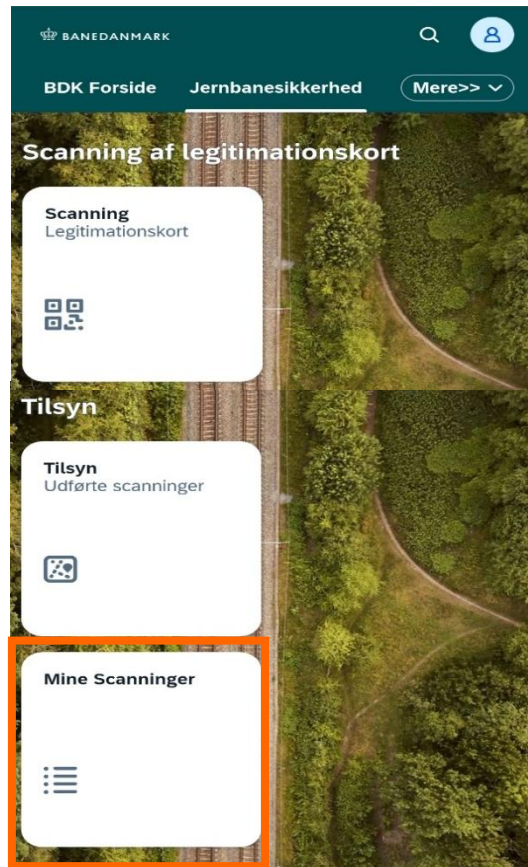 BANEDANMARK
BDK Forside Jernbanesikkerhed Mere>>
Scanning af legitimationskort
Scanning
Legitimationskort
Tilsyn
Tilsyn
Udførte scanninger
Mine Scanninger